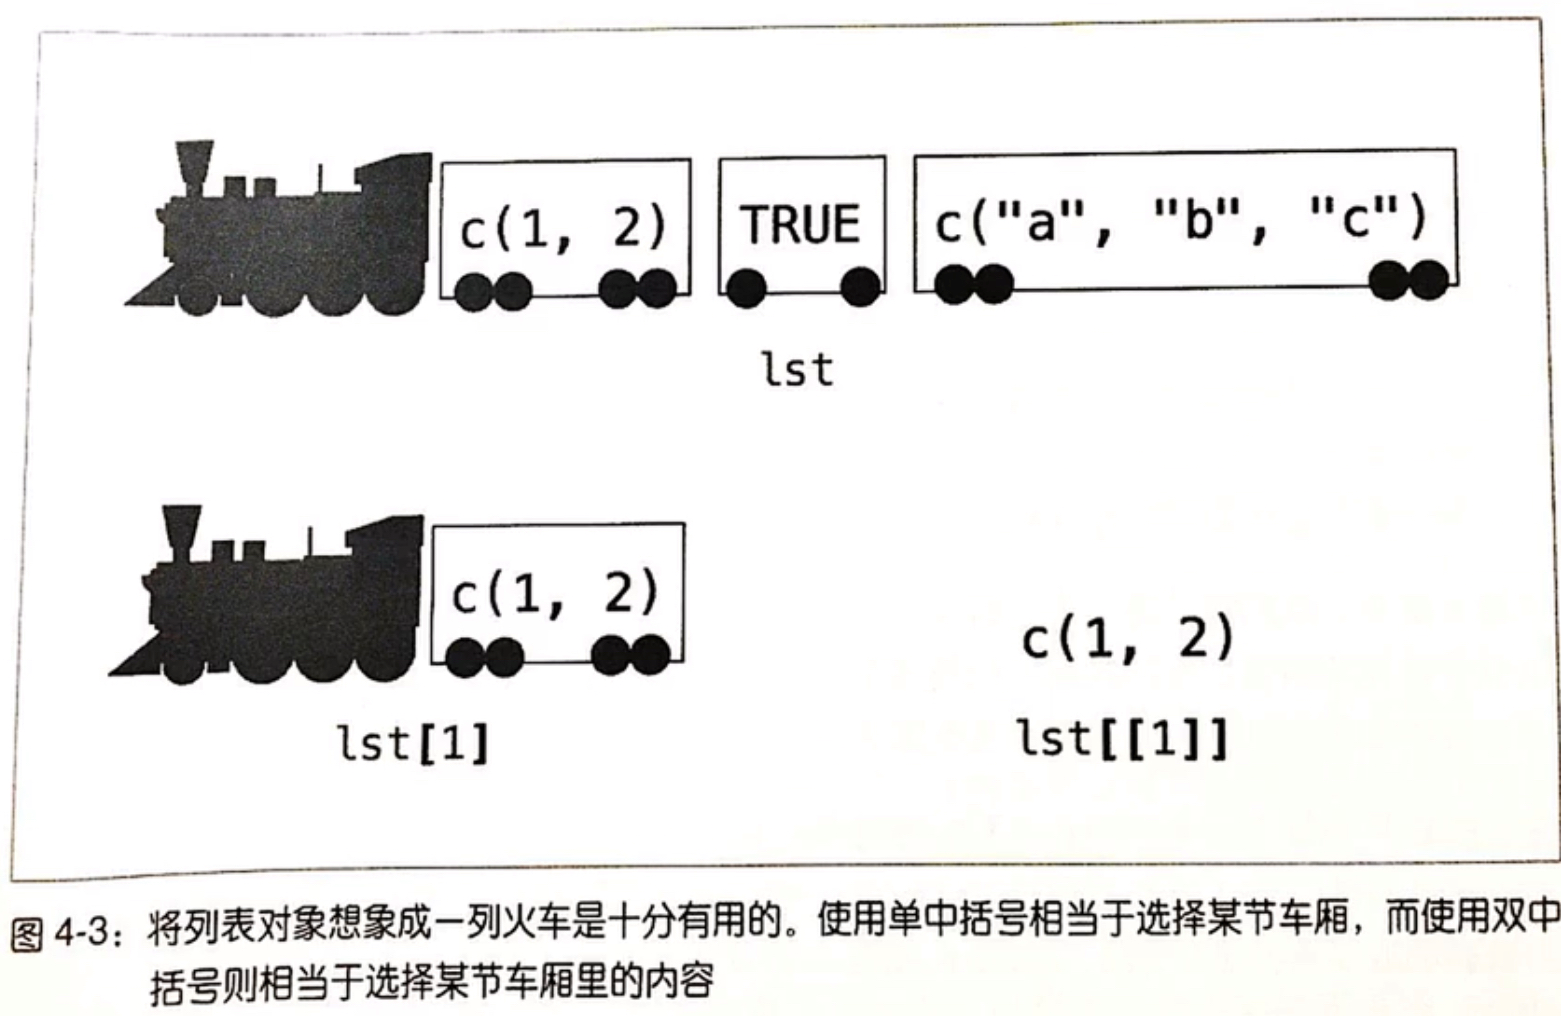 c(1, 2) TRUE c("a", "b", "c")
lst
c(1, 2)
c(1, 2)
lst[1]
lst[[1]]
图 4-3：将列表对象想象成一列火车是十分有用的。使用单中括号相当于选择某节车厢，而使用双中
括号则相当于选择某节车厢里的内容